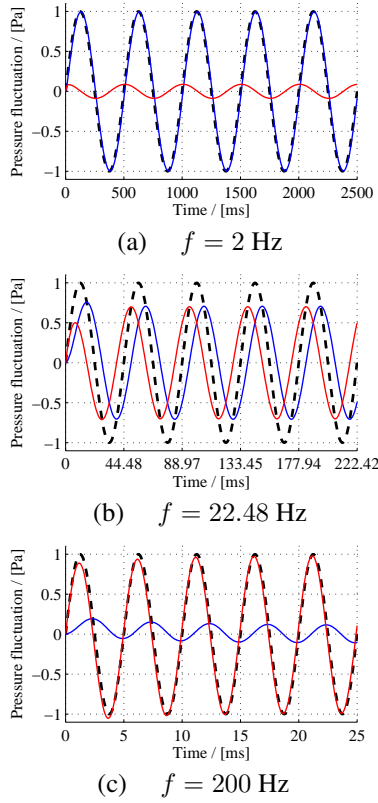 Pressure fluctuation / [Pa]
1
0.5
0
−0.5
−1
0 500 1000 1500 2000 2500
Time / [ms]
(a) f = 2 Hz
Pressure fluctuation / [Pa]
1
0.5
0
−0.5
−1
0 44.48 88.97 133.45 177.94 222.42
Time / [ms]
(b) f = 22.48 Hz
Pressure fluctuation / [Pa]
1
0.5
0
−0.5
−1
0 5 10 15 20 25
Time / [ms]
(c) f = 200 Hz